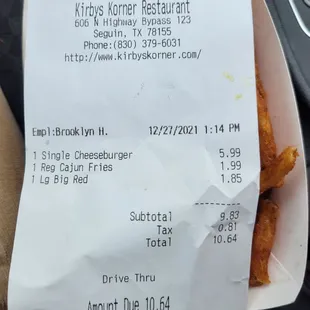 Kirbys Korner Restaurant
606 N Highway Bypass 123
Seguin, TX 78155
Phone:(830) 379-6031
http://www.kirbyskorner.com/
Empl:Brooklyn H. 12/27/2021 1:14 PM
1 Single Cheeseburger 5.99
1 Reg Cajun Fries 1.99
1 Lg Big Red 1.85
Subtotal 9.83
Tax 0.81
Total 10.64
Drive Thru
Amount Due 10.64